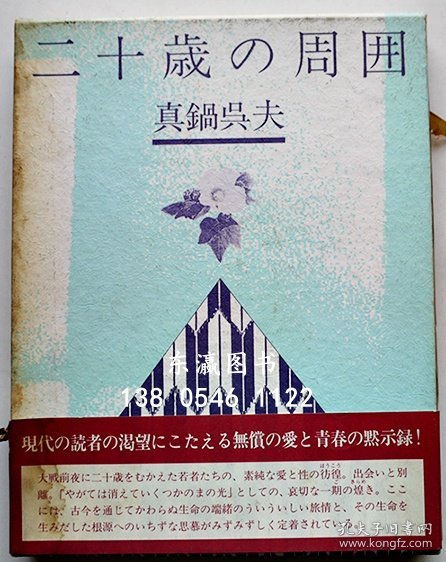 二十歳の周囲
真鍋呉夫
东瀛图书
138 0546 1122
現代の読者の渇望にこたえる無償の愛と青春の黙示録！
大戦前夜に二十歳をむかえた若者たちの、素純な愛と性の彷徨。出会いと別
離。「やがては消えていくつかのまの光」としての、哀切な一期の煌き。ここ
には、古今を通じてかわらぬ生命の端緒のういういしい旅情と、その生命を
生みだした根源へのいちずな思慕がみずみずしく定着されている。
孔夫子旧书网
www.kongfz.com